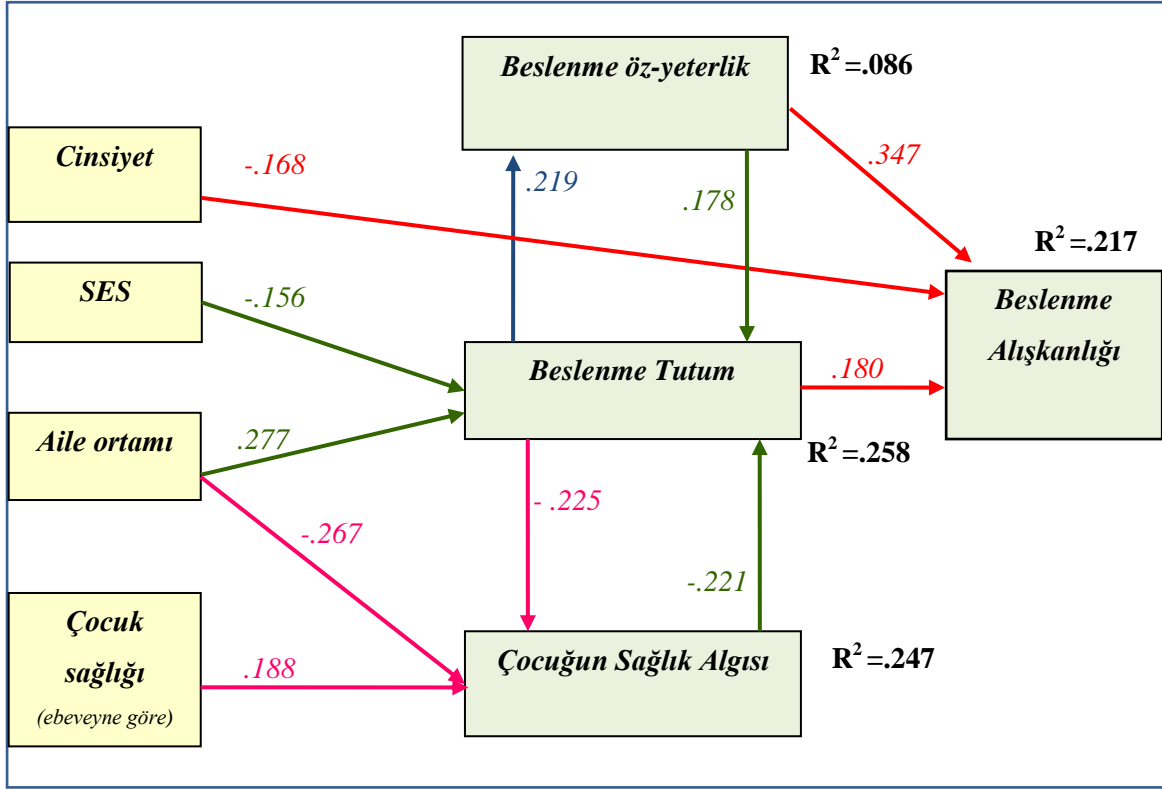 Beslenme öz-yeterlik
R² =.086
Cinsiyet
-.168
.347
.219
.178
R² =.217
SES
-.156
Beslenme
Alışkanlığı
Beslenme Tutum
.180
Aile ortamı
.277
R² =.258
- .225
-.267
-.221
Çocuk
sağlığı
(ebeveyne göre)
.188
Çocuğun Sağlık Algısı
R² =.247